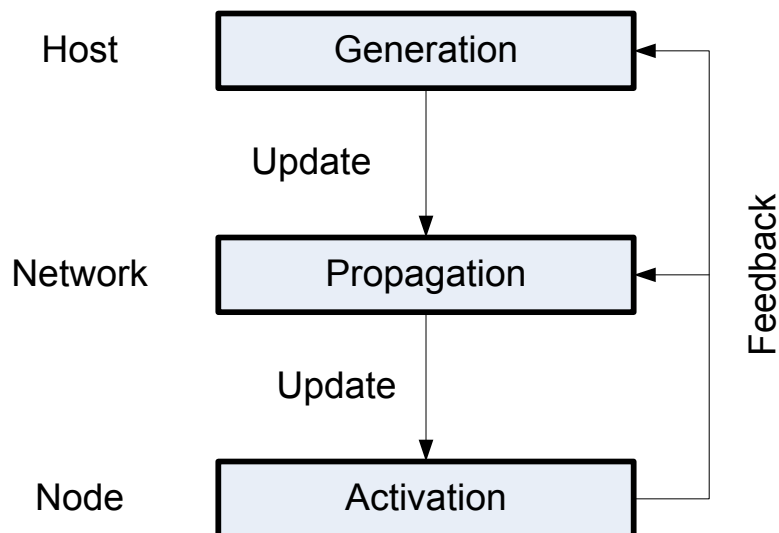 Host
Generation
Update
Network
Propagation
Feedback
Update
Node
Activation